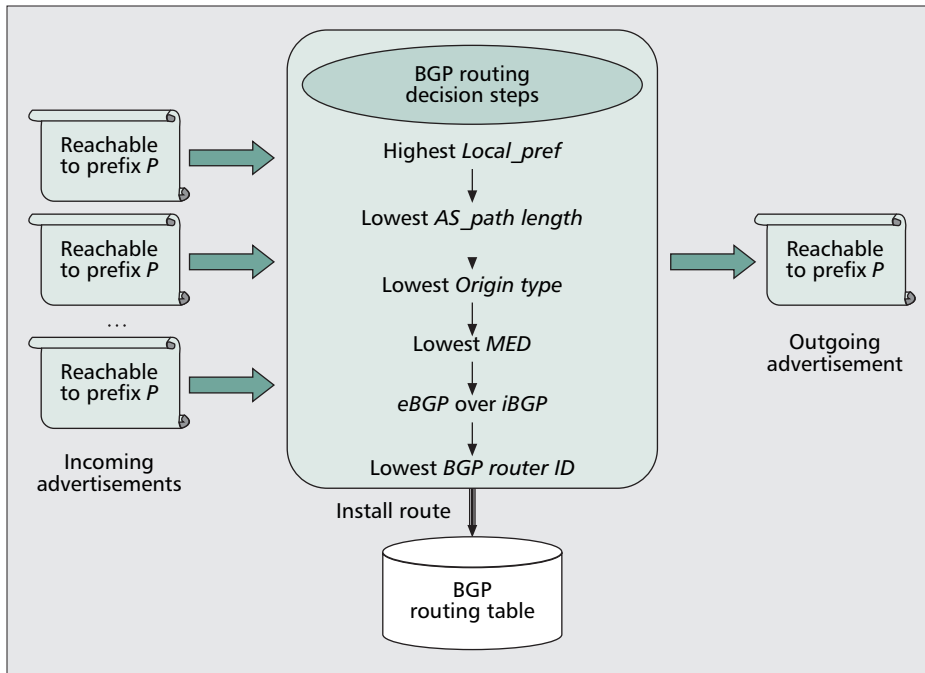 BGP routing
decision steps
Reachable
to prefix P
Highest Local_pref
Lowest AS_path length
Reachable
to prefix P
Reachable
to prefix P
Lowest Origin type
...
Lowest MED
Outgoing
advertisement
Reachable
to prefix P
eBGP over iBGP
Incoming
advertisements
Lowest BGP router ID
Install route
BGP
routing table